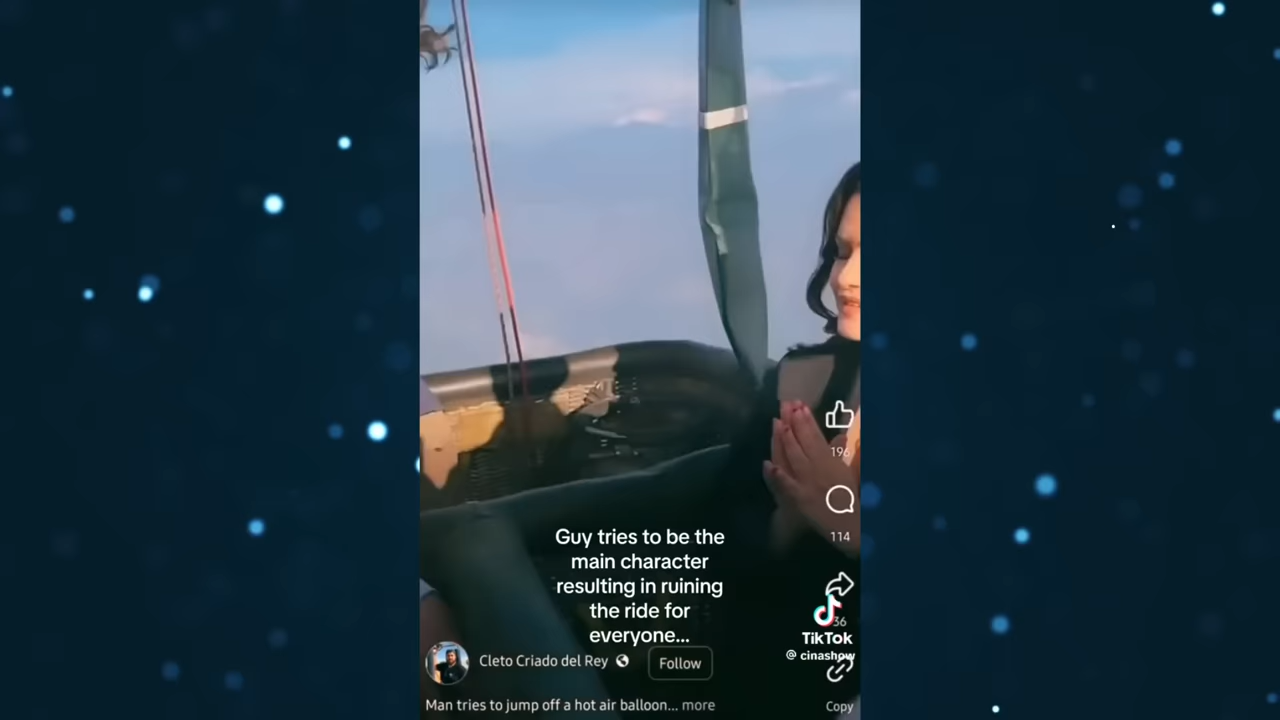 196
114
Guy tries to be the
main character
resulting in ruining
the ride for
everyone...
36
TikTok
@ cinashow
Cleto Criado del Rey
Follow
Man tries to jump off a hot air balloon... more
Copy